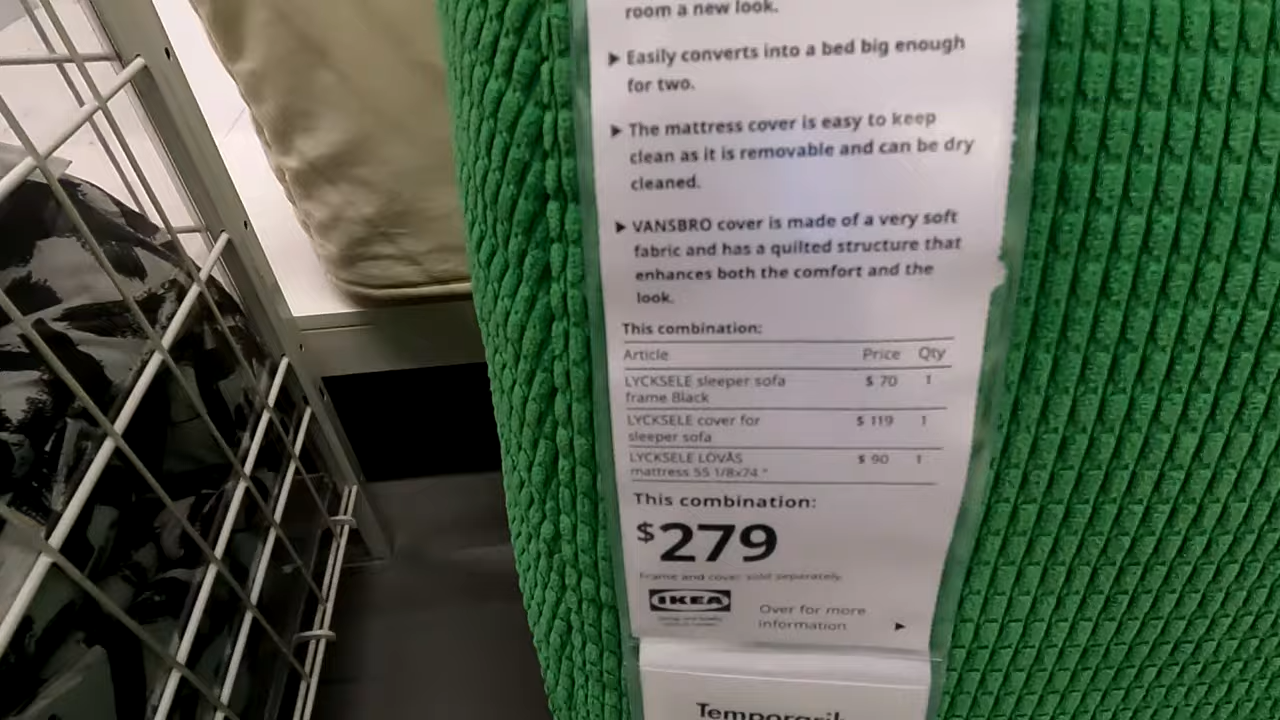 room a new look.
▶ Easily converts into a bed big enough
for two.
▶ The mattress cover is easy to keep
clean as it is removable and can be dry
cleaned.
▶ VANSBRO cover is made of a very soft
fabric and has a quilted structure that
enhances both the comfort and the
look.
This combination:
Article Price Qty
LYCKSELE sleeper sofa $ 70 1
frame Black
LYCKSELE cover for $ 119 1
sleeper sofa
LYCKSELE LÖVÅS $ 90 1
mattress 55 1/8x74 "
This combination:
$279
Frame and cover sold separately.
IKEA
Over for more
information ▶